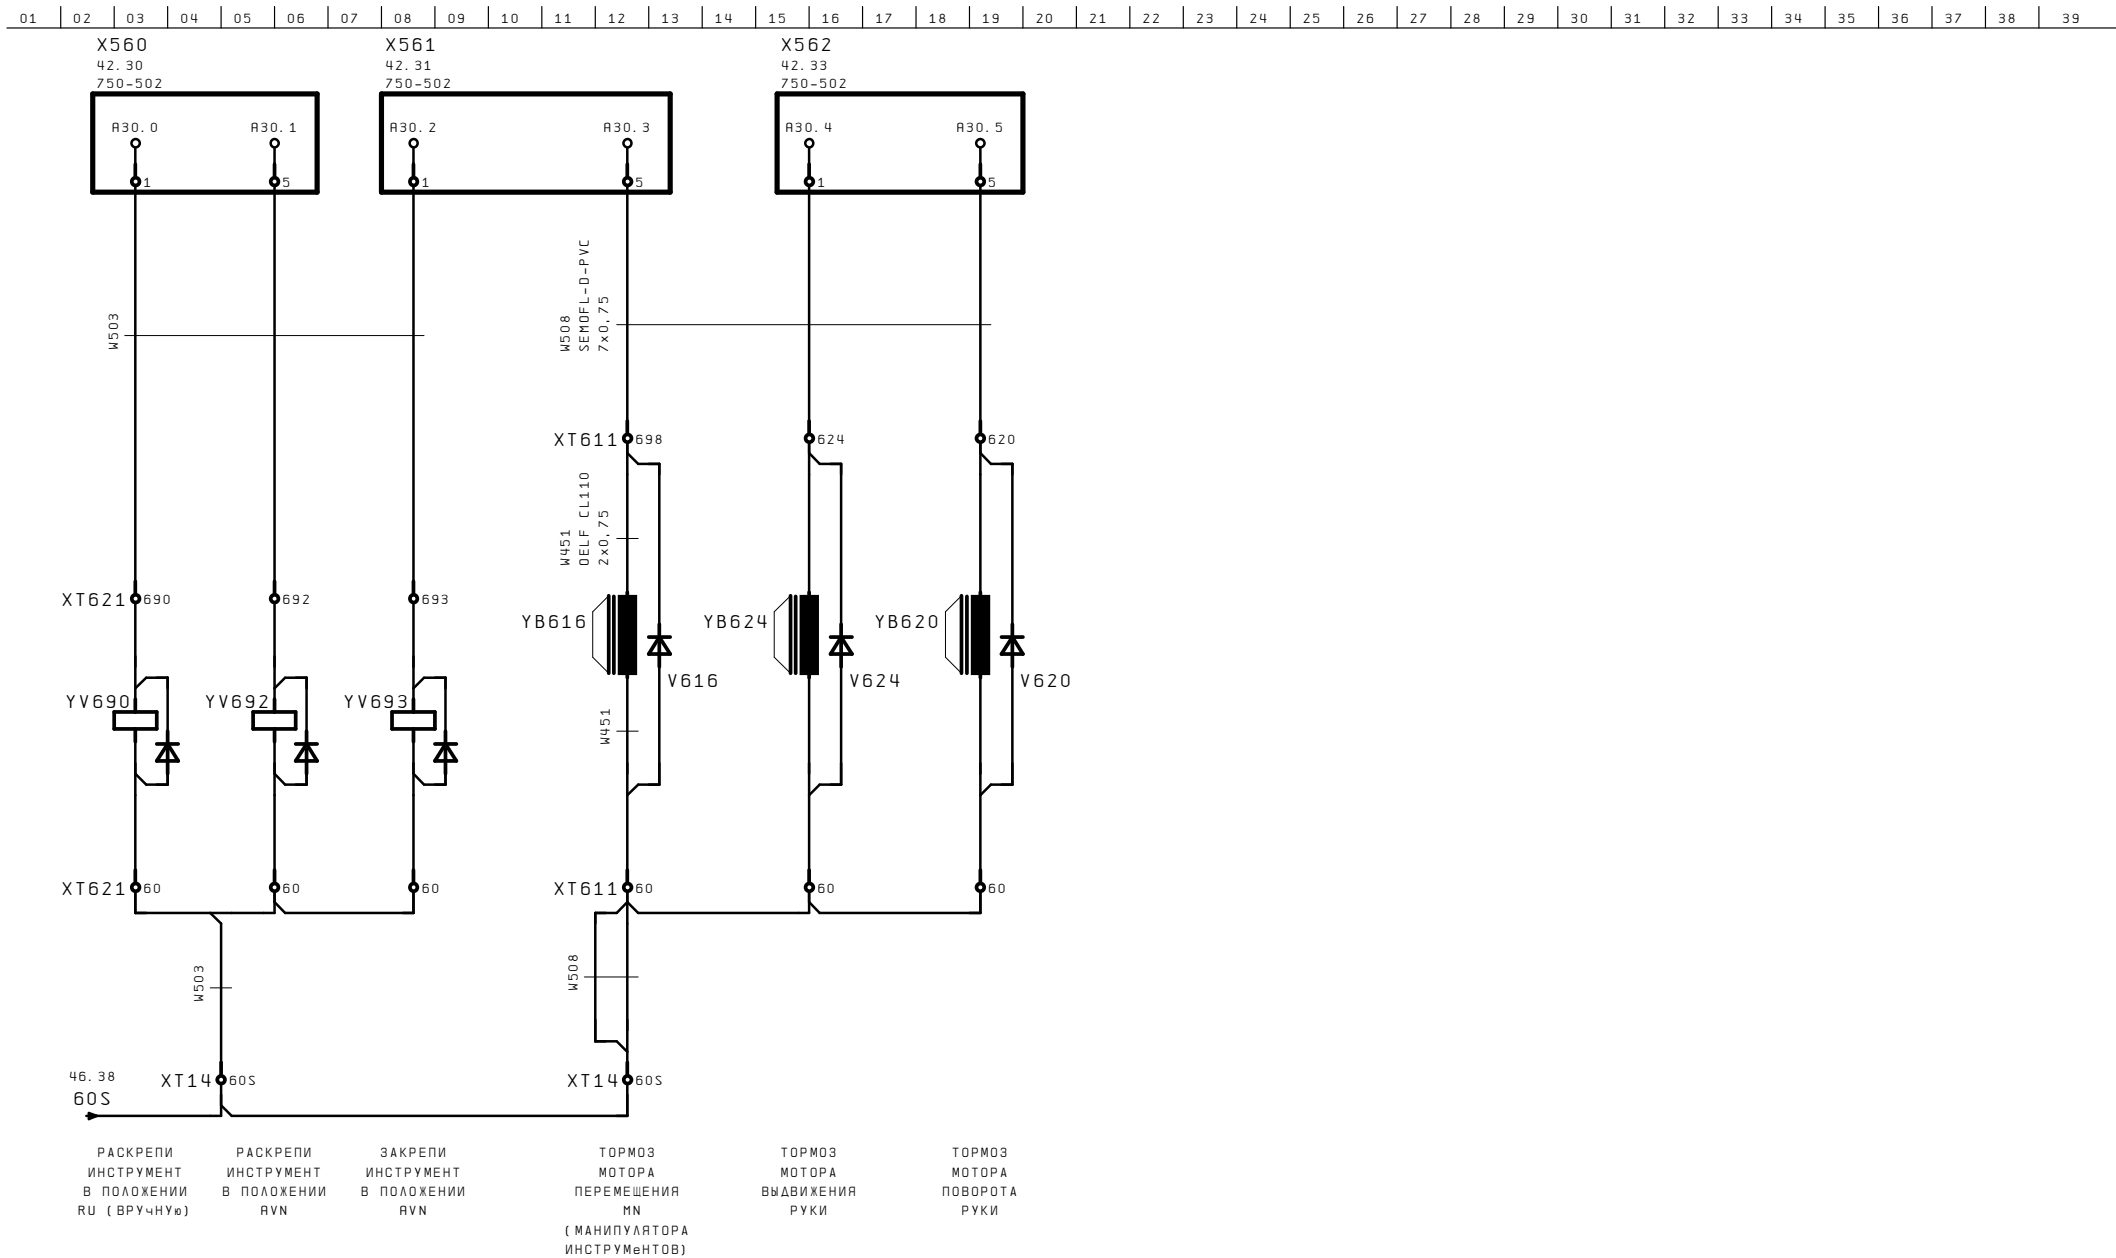 01 02 03 04 05 06 07 08 09 10 11 12 13 14 15 16 17 18 19 20 21 22 23 24 25 26 27 28 29 30 31 32 33 34 35 36 37 38 39
X560 X561 X562
42.30 42.31 42.33
750-502 750-502 750-502
A30.0 A30.1 A30.2 A30.3 A30.4 A30.5
1 5 1 5 1 5
W503
W508
SEMOFL-D-PVC
7x0,75
XT611 698 624 620
W451
OELF CL110
2x0,75
XT621 690 692 693
YB616 YB624 YB620
V616 V624 V620
YV690 YV692 YV693
W451
XT621 60 60 60 XT611 60 60 60
W503
W508
46.38 XT14 60S XT14 60S
60S
РАСКРЕПИ
ИНСТРУМЕНТ
В ПОЛОЖЕНИИ
RU (ВРУчНУю)
РАСКРЕПИ
ИНСТРУМЕНТ
В ПОЛОЖЕНИИ
AVN
ЗАКРЕПИ
ИНСТРУМЕНТ
В ПОЛОЖЕНИИ
AVN
ТОРМОЗ
МОТОРА
ПЕРЕМЕЩЕНИЯ
MN
(МАНИПУЛЯТОРА
ИНСТРУМеНТОВ)
ТОРМОЗ
МОТОРА
ВЫДВИЖЕНИЯ
РУКИ
ТОРМОЗ
МОТОРА
ПОВОРОТА
РУКИ